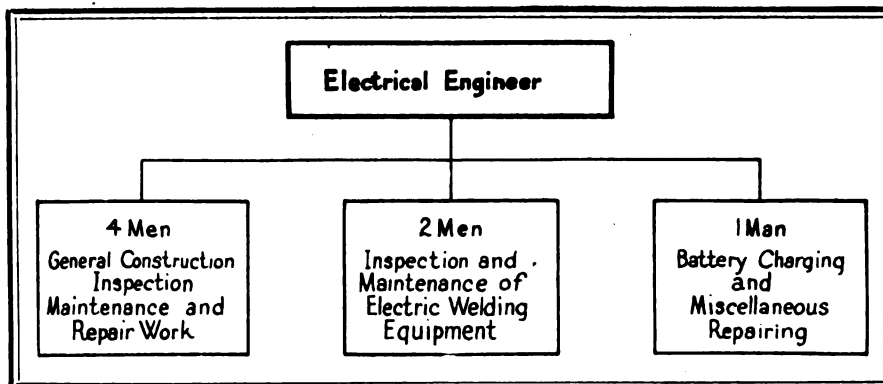 Electrical Engineer
4 Men
General Construction
Inspection
Maintenance and
Repair Work
2 Men
Inspection and
Maintenance of
Electric Welding
Equipment
1 Man
Battery Charging
and
Miscellaneous
Repairing